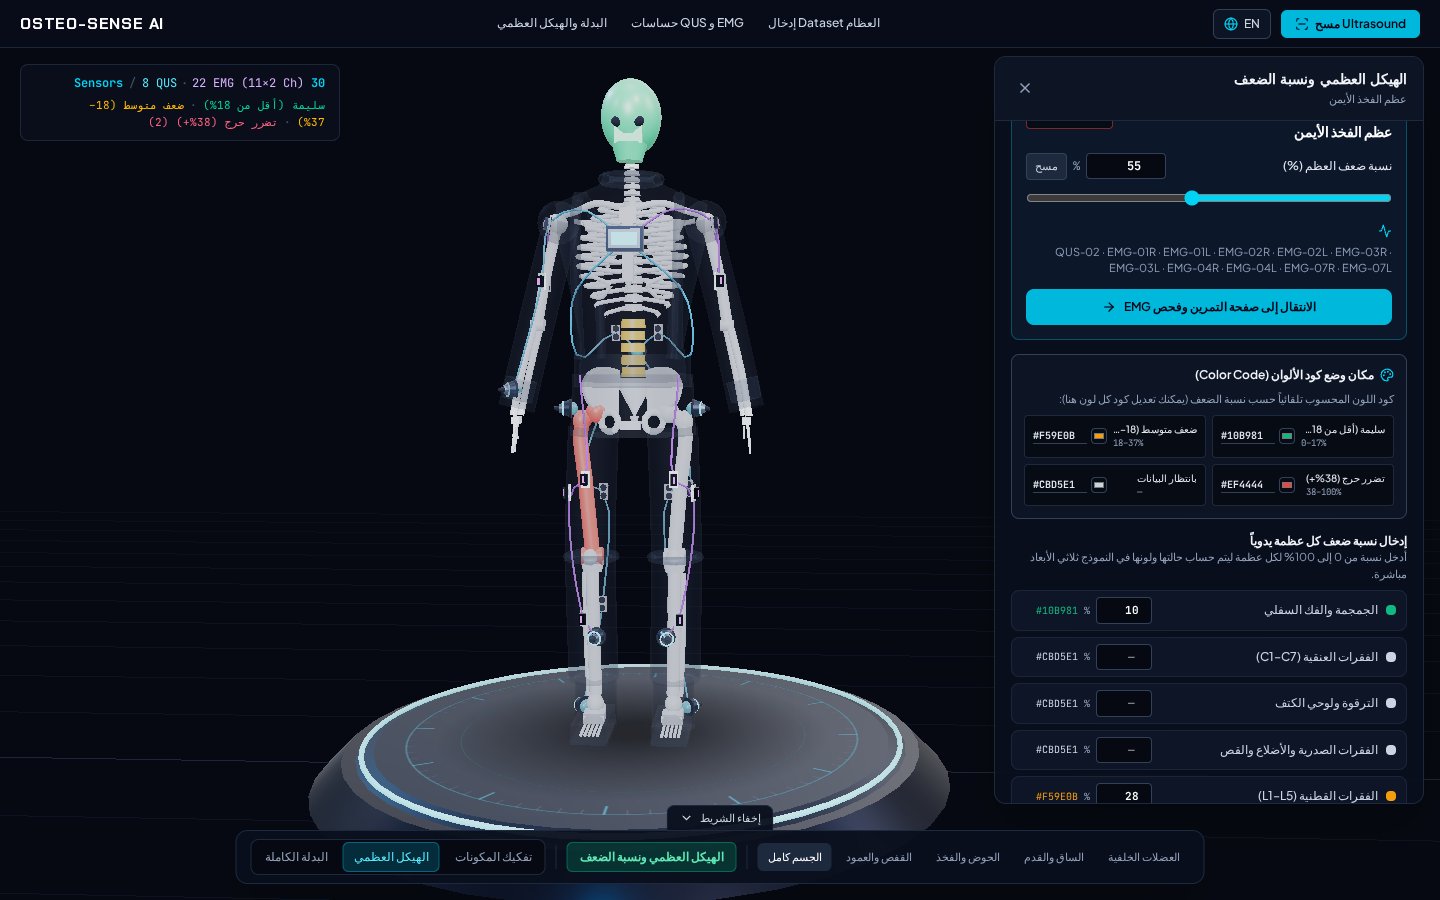 OSTEO-SENSE AI
البدلة والهيكل العظمي
حساسات QUS و EMG
إدخال Dataset العظام
EN
مسح Ultrasound
30 Sensors / 8 QUS · 22 EMG (11×2 Ch)
سليمة (أقل من 18%) · ضعف متوسط (18–37%) · تضرر حرج (38%+) (2)
الهيكل العظمي ونسبة الضعف
عظم الفخذ الأيمن
عظم الفخذ الأيمن
نسبة ضعف العظم (%)
55
%
مسح
QUS-02 · EMG-01R · EMG-01L · EMG-02R · EMG-02L · EMG-03R ·
EMG-03L · EMG-04R · EMG-04L · EMG-07R · EMG-07L
الانتقال إلى صفحة التمرين وفحص EMG
مكان وضع كود الألوان (Color Code)
كود اللون المحسوب تلقائياً حسب نسبة الضعف (يمكنك تعديل كود كل لون هنا):
سليمة (أقل من 18...
0–17%
#10B981
ضعف متوسط (18–...
18–37%
#F59E0B
تضرر حرج (38%+)
38–100%
#EF4444
بانتظار البيانات
—
#CBD5E1
إدخال نسبة ضعف كل عظمة يدوياً
أدخل نسبة من 0 إلى 100% لكل عظمة ليتم حساب حالتها ولونها في النموذج ثلاثي الأبعاد
مباشرة.
الجمجمة والفك السفلي
10
%
#10B981
الفقرات العنقية (C1–C7)
—
%
#CBD5E1
الترقوة ولوحي الكتف
—
%
#CBD5E1
الفقرات الصدرية والأضلاع والقص
—
%
#CBD5E1
الفقرات القطنية (L1–L5)
28
%
#F59E0B
إخفاء الشريط
البدلة الكاملة
الهيكل العظمي
تفكيك المكونات
الهيكل العظمي ونسبة الضعف
الجسم كامل
القفص والعمود
الحوض والفخذ
الساق والقدم
العضلات الخلفية